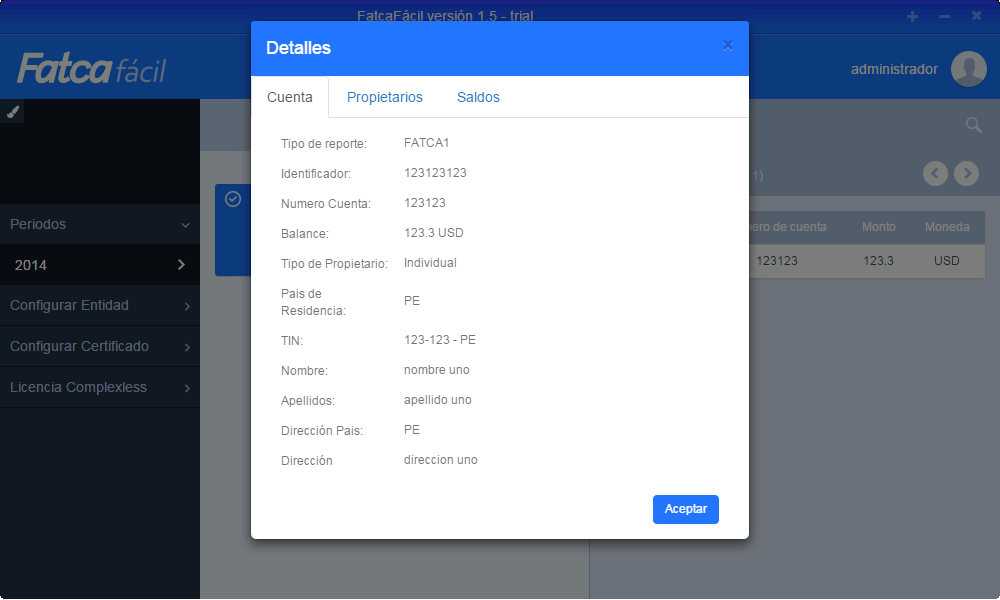 FatcaFácil versión 1.5 - trial
Fatca fácil
administrador
Detalles
Cuenta Propietarios Saldos
Tipo de reporte: FATCA1
Identificador: 123123123
Numero Cuenta: 123123
Balance: 123.3 USD
Tipo de Propietario: Individual
Pais de
Residencia: PE
TIN: 123-123 - PE
Nombre: nombre uno
Apellidos: apellido uno
Dirección Pais: PE
Dirección direccion uno
Aceptar
Periodos
2014
Configurar Entidad
Configurar Certificado
Licencia Complexless
1)
de cuenta Monto Moneda
123123 123.3 USD